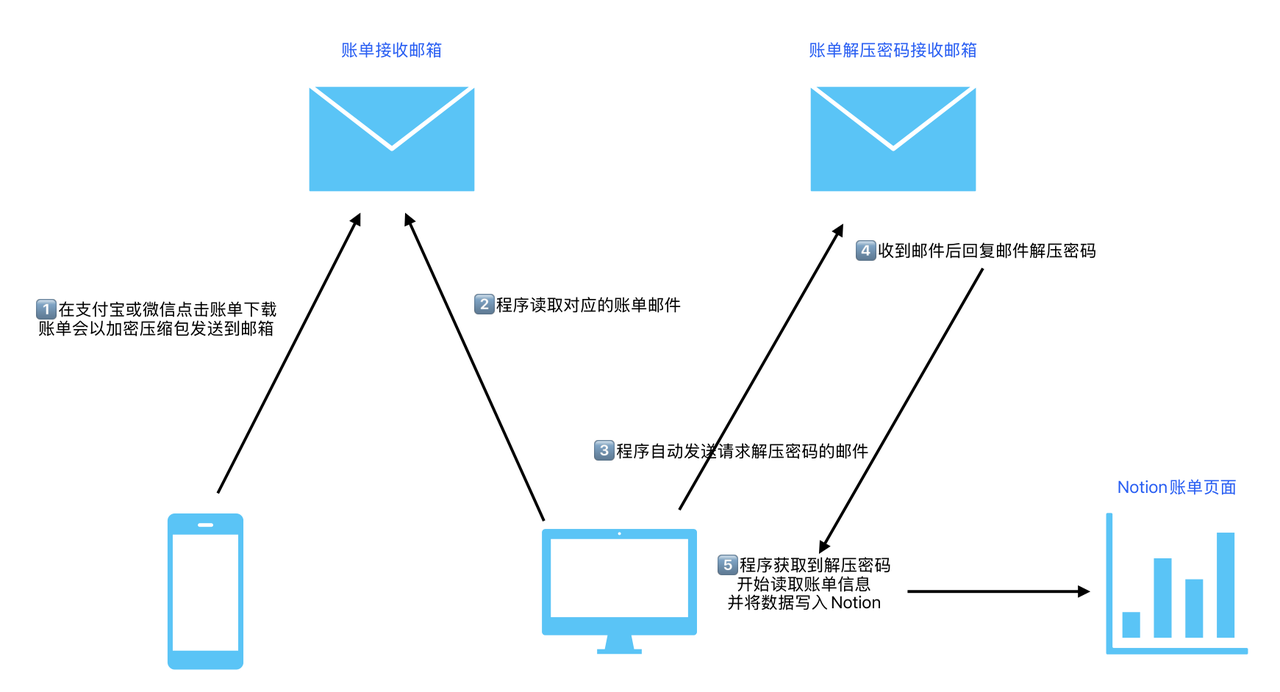 账单接收邮箱
账单解压密码接收邮箱
1 在支付宝或微信点击账单下载
账单会以加密压缩包发送到邮箱
2 程序读取对应的账单邮件
3 程序自动发送请求解压密码的邮件
4 收到邮件后回复邮件解压密码
5 程序获取到解压密码
开始读取账单信息
并将数据写入 Notion
Notion账单页面